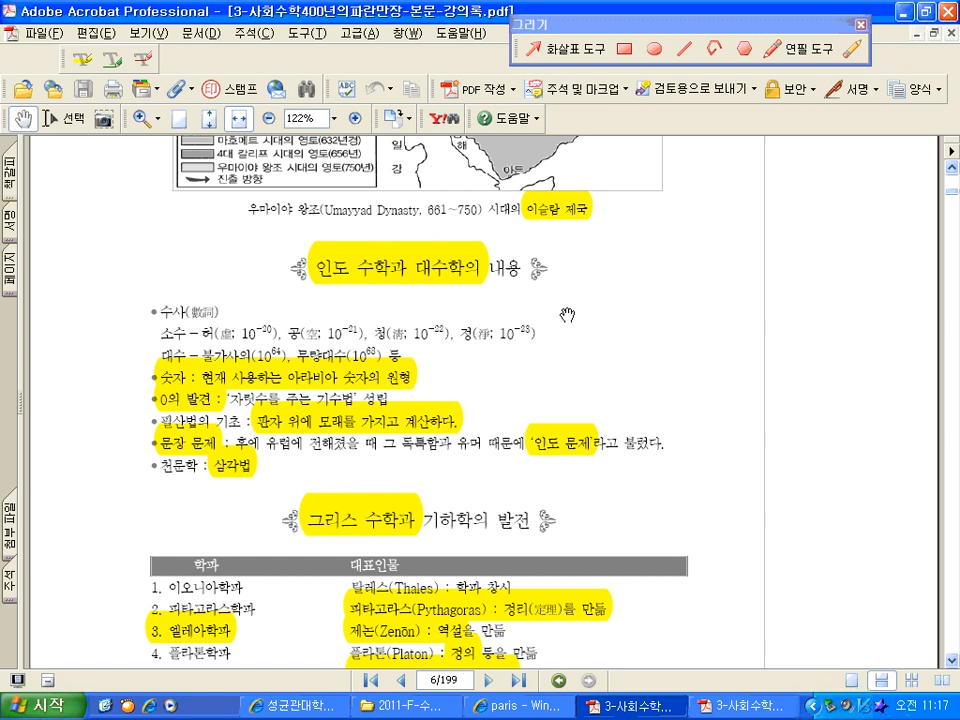 Adobe Acrobat Professional - [3-사회수학400년의파란만장-본문-강의록.pdf]
그리기
파일(F) 편집(E) 보기(V) 문서(D) 주석(C) 도구(T) 고급(A) 창(W) 도움말(H)
화살표 도구 연필 도구
스탬프 PDF 작성 주석 및 마크업 검토용으로 보내기 보안 서명 양식
선택 122% Y! 도움말
책갈피
서명
페이지
첨부 파일
주석
마호메트 시대의 영토(632년경)
4대 칼리프 시대의 영토(656년)
우마이야 왕조 시대의 영토(750년)
진출 방향
일
강
해
아든
우마이야 왕조(Umayyad Dynasty, 661~750) 시대의 이슬람 제국
인도 수학과 대수학의 내용
• 수사(數詞)
소수 – 허(虛; 10-20), 공(空; 10-21), 청(淸; 10-22), 정(淨; 10-23)
대수 – 불가사의(1064), 무량대수(1068) 등
• 숫자 : 현재 사용하는 아라비아 숫자의 원형
• 0의 발견 : ‘자릿수를 주는 기수법’ 성립
• 필산법의 기초 : 판자 위에 모래를 가지고 계산하다.
• 문장 문제 : 후에 유럽에 전해졌을 때 그 독특함과 유머 때문에 ‘인도 문제’라고 불렀다.
• 천문학 : 삼각법
그리스 수학과 기하학의 발전
학파 대표인물
1. 이오니아학파 탈레스(Thales) : 학파 창시
2. 피타고라스학파 피타고라스(Pythagoras) : 정리(定理)를 만듦
3. 엘레아학파 제논(Zenōn) : 역설을 만듦
4. 플라톤학파 플라톤(Platon) : 정의 등을 만듦
6/199
시작 성균관대학... 2011-F-수... paris - Win... 3-사회수학... 3-사회수학... 오전 11:17